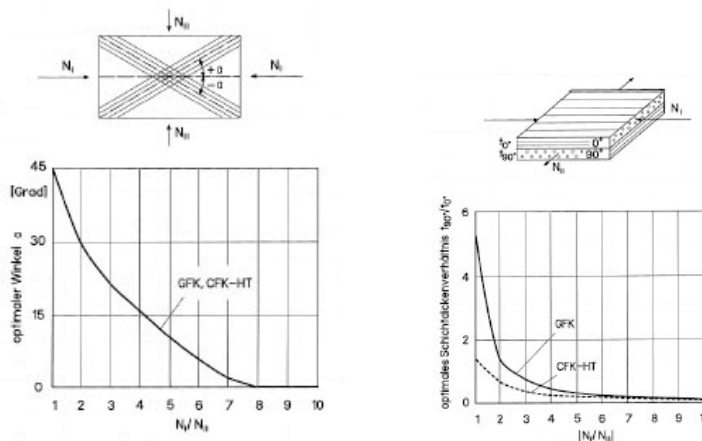 N_III
N_I
+α
-α
N_I
N_III
45
[Grad]
30
15
0
optimaler Winkel α
GFK, CFK-HT
1 2 3 4 5 6 7 8 9 10
N_I/N_II
N_I
t_0°
0°
t_90°
90°
N_II
6
4
2
0
optimales Schichtdickenverhältnis t_90°/t_0°
GFK
CFK-HT
1 2 3 4 5 6 7 8 9
|N_I/N_II|